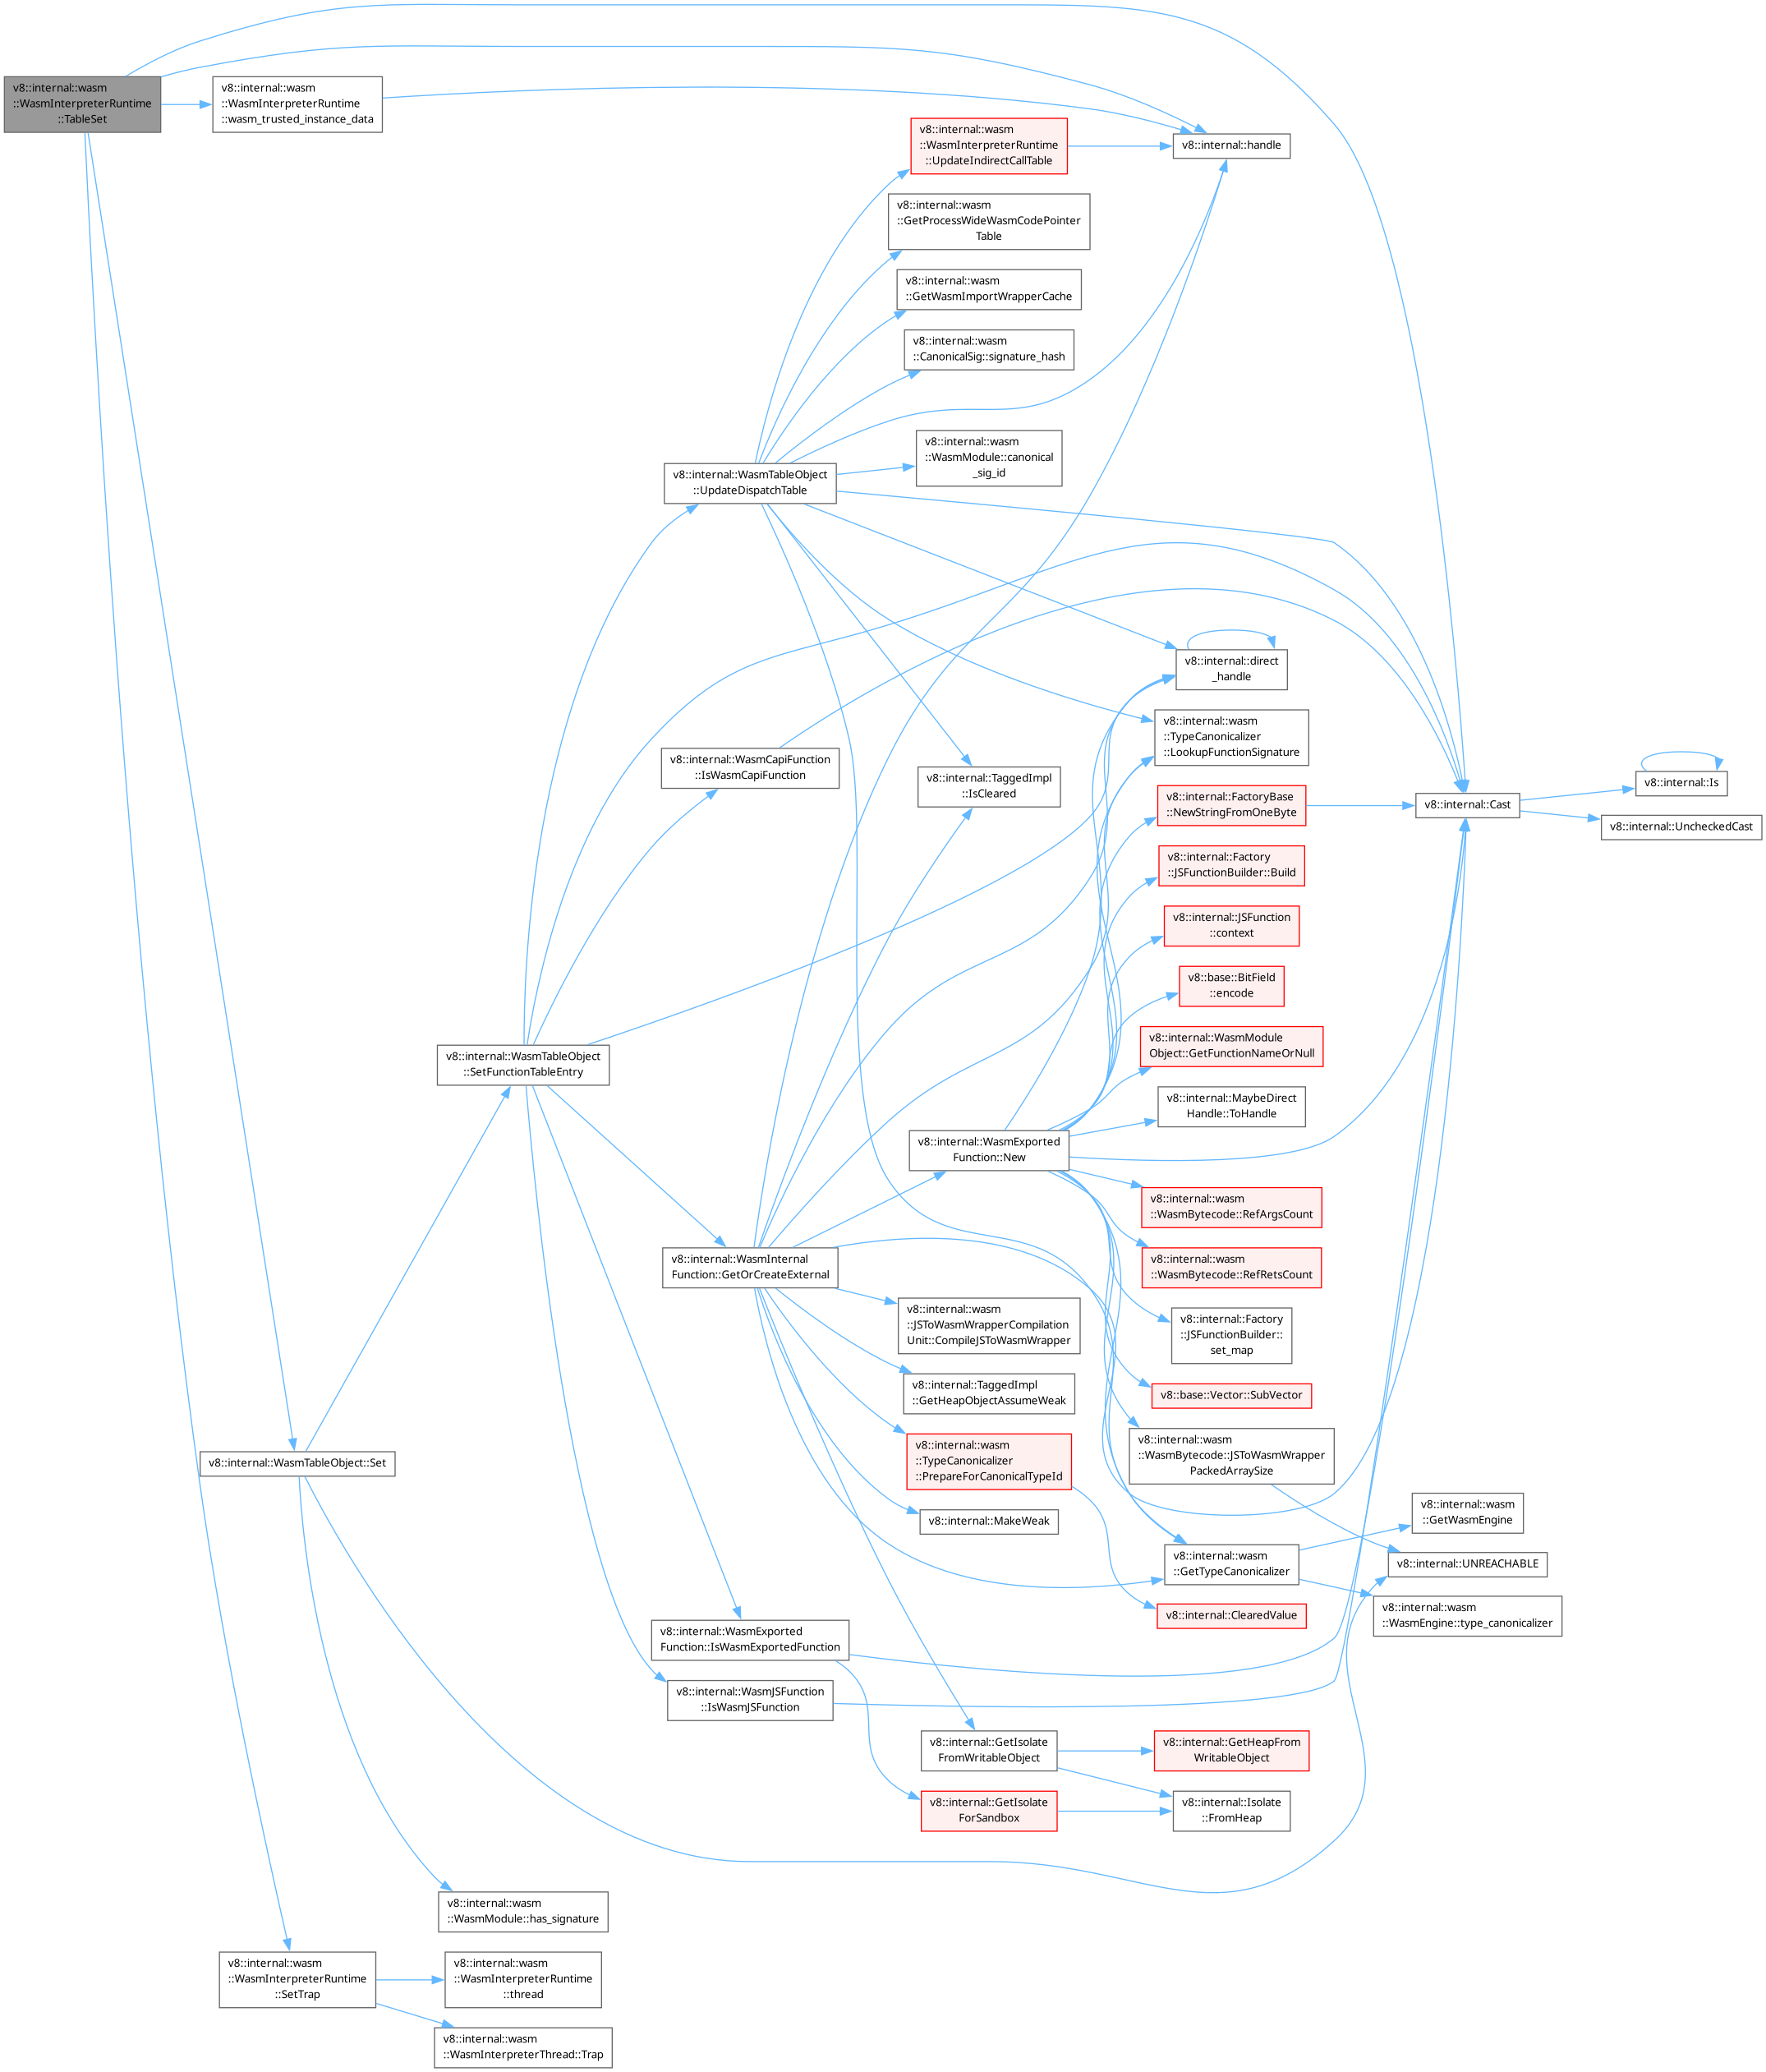 v8::internal::wasm
::WasmInterpreterRuntime
::TableSet
v8::internal::wasm
::WasmInterpreterRuntime
::wasm_trusted_instance_data
v8::internal::wasm
::WasmInterpreterRuntime
::UpdateIndirectCallTable
v8::internal::handle
v8::internal::wasm
::GetProcessWideWasmCodePointer
Table
v8::internal::wasm
::GetWasmImportWrapperCache
v8::internal::wasm
::CanonicalSig::signature_hash
v8::internal::wasm
::WasmModule::canonical
_sig_id
v8::internal::WasmTableObject
::UpdateDispatchTable
v8::internal::direct
_handle
v8::internal::wasm
::TypeCanonicalizer
::LookupFunctionSignature
v8::internal::WasmCapiFunction
::IsWasmCapiFunction
v8::internal::TaggedImpl
::IsCleared
v8::internal::FactoryBase
::NewStringFromOneByte
v8::internal::Cast
v8::internal::Is
v8::internal::UncheckedCast
v8::internal::Factory
::JSFunctionBuilder::Build
v8::internal::JSFunction
::context
v8::base::BitField
::encode
v8::internal::WasmModule
Object::GetFunctionNameOrNull
v8::internal::WasmTableObject
::SetFunctionTableEntry
v8::internal::MaybeDirect
Handle::ToHandle
v8::internal::WasmExported
Function::New
v8::internal::wasm
::WasmBytecode::RefArgsCount
v8::internal::WasmInternal
Function::GetOrCreateExternal
v8::internal::wasm
::WasmBytecode::RefRetsCount
v8::internal::wasm
::JSToWasmWrapperCompilation
Unit::CompileJSToWasmWrapper
v8::internal::Factory
::JSFunctionBuilder::
set_map
v8::internal::TaggedImpl
::GetHeapObjectAssumeWeak
v8::base::Vector::SubVector
v8::internal::WasmTableObject::Set
v8::internal::wasm
::TypeCanonicalizer
::PrepareForCanonicalTypeId
v8::internal::wasm
::WasmBytecode::JSToWasmWrapper
PackedArraySize
v8::internal::MakeWeak
v8::internal::wasm
::GetWasmEngine
v8::internal::wasm
::GetTypeCanonicalizer
v8::internal::UNREACHABLE
v8::internal::ClearedValue
v8::internal::wasm
::WasmEngine::type_canonicalizer
v8::internal::WasmExported
Function::IsWasmExportedFunction
v8::internal::WasmJSFunction
::IsWasmJSFunction
v8::internal::GetIsolate
FromWritableObject
v8::internal::GetHeapFrom
WritableObject
v8::internal::GetIsolate
ForSandbox
v8::internal::Isolate
::FromHeap
v8::internal::wasm
::WasmModule::has_signature
v8::internal::wasm
::WasmInterpreterRuntime
::SetTrap
v8::internal::wasm
::WasmInterpreterRuntime
::thread
v8::internal::wasm
::WasmInterpreterThread::Trap